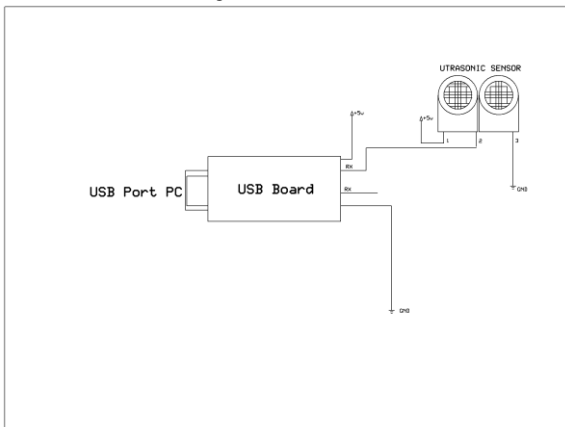 UTRASONIC SENSOR
+5v
+5v
1 2 3
RX
USB Port PC
USB Board
RX
GND
GND